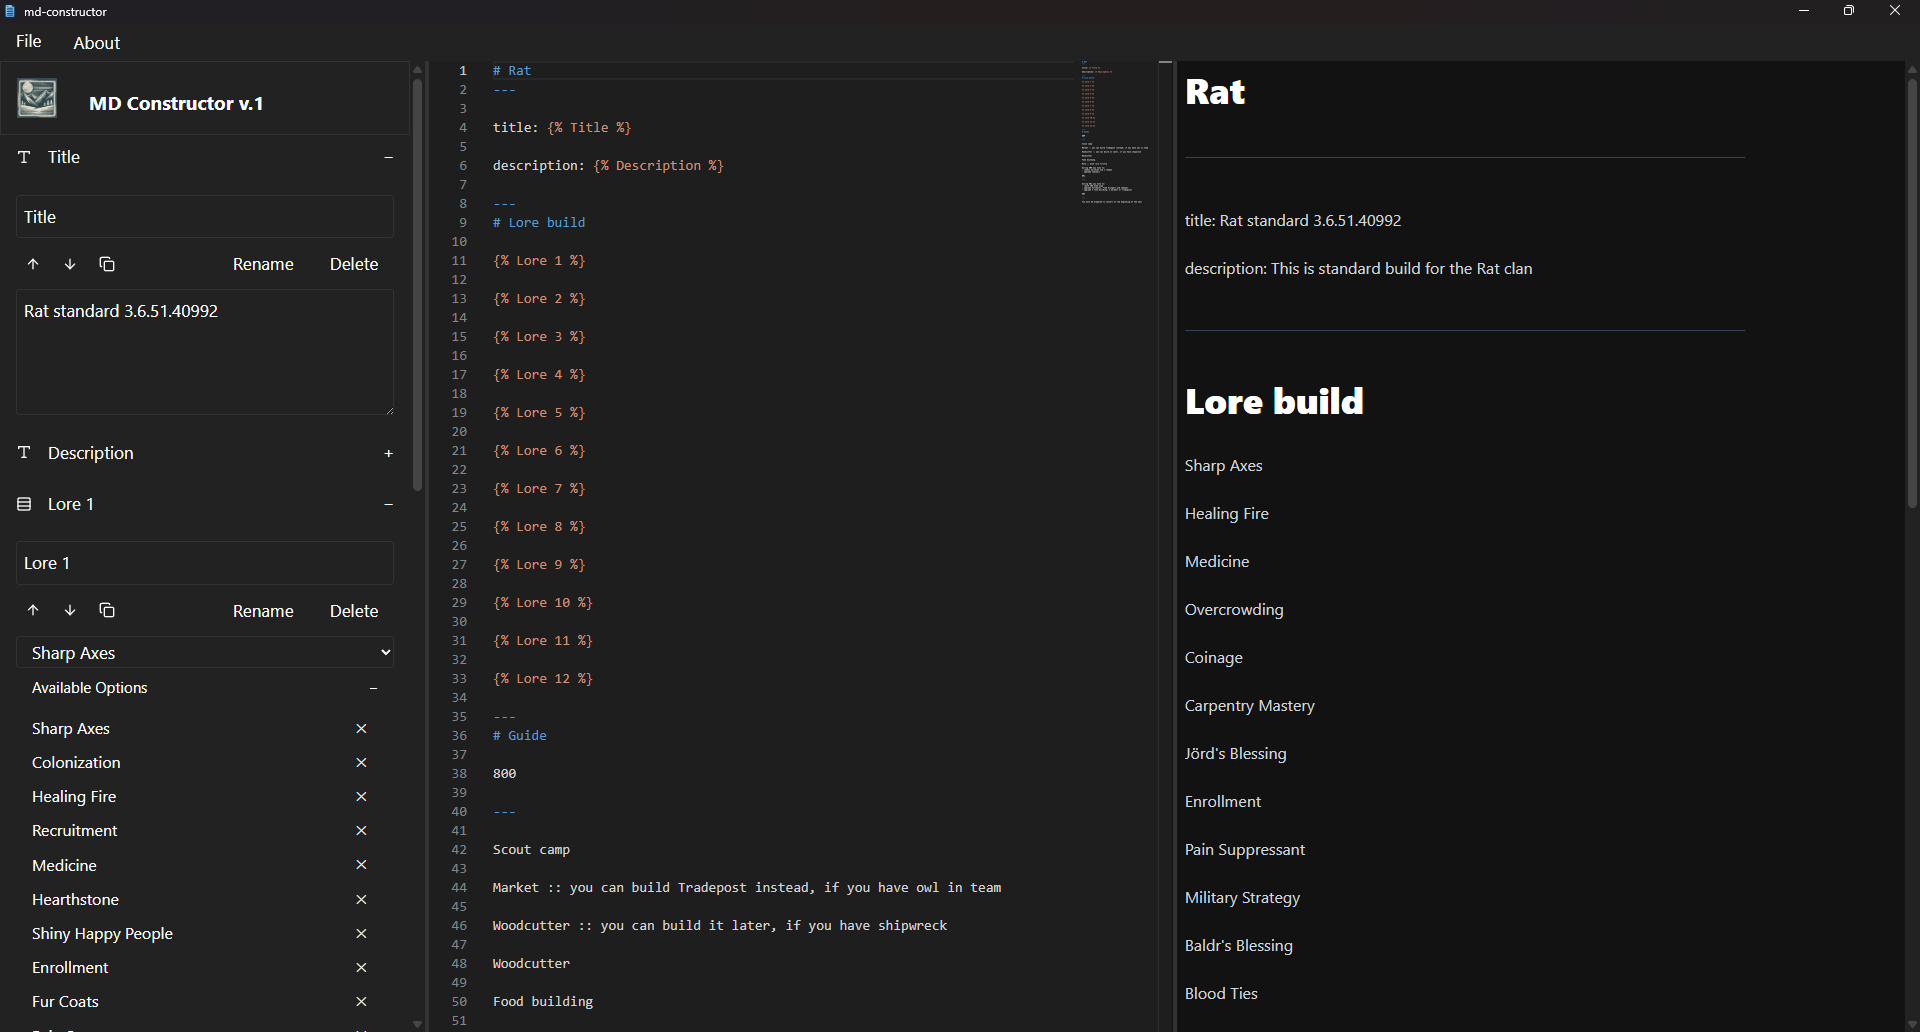 md-constructor
File About
MD Constructor v.1
Title
Title
Rename Delete
Rat standard 3.6.51.40992
Description
Lore 1
Lore 1
Rename Delete
Sharp Axes
Available Options
Sharp Axes
Colonization
Healing Fire
Recruitment
Medicine
Hearthstone
Shiny Happy People
Enrollment
Fur Coats
1 # Rat
2 ---
3
4 title: {% Title %}
5
6 description: {% Description %}
7
8 ---
9 # Lore build
10
11 {% Lore 1 %}
12
13 {% Lore 2 %}
14
15 {% Lore 3 %}
16
17 {% Lore 4 %}
18
19 {% Lore 5 %}
20
21 {% Lore 6 %}
22
23 {% Lore 7 %}
24
25 {% Lore 8 %}
26
27 {% Lore 9 %}
28
29 {% Lore 10 %}
30
31 {% Lore 11 %}
32
33 {% Lore 12 %}
34
35 ---
36 # Guide
37
38 800
39
40 ---
41
42 Scout camp
43
44 Market :: you can build Tradepost instead, if you have owl in team
45
46 Woodcutter :: you can build it later, if you have shipwreck
47
48 Woodcutter
49
50 Food building
51
Rat
title: Rat standard 3.6.51.40992
description: This is standard build for the Rat clan
Lore build
Sharp Axes
Healing Fire
Medicine
Overcrowding
Coinage
Carpentry Mastery
Jörd's Blessing
Enrollment
Pain Suppressant
Military Strategy
Baldr's Blessing
Blood Ties